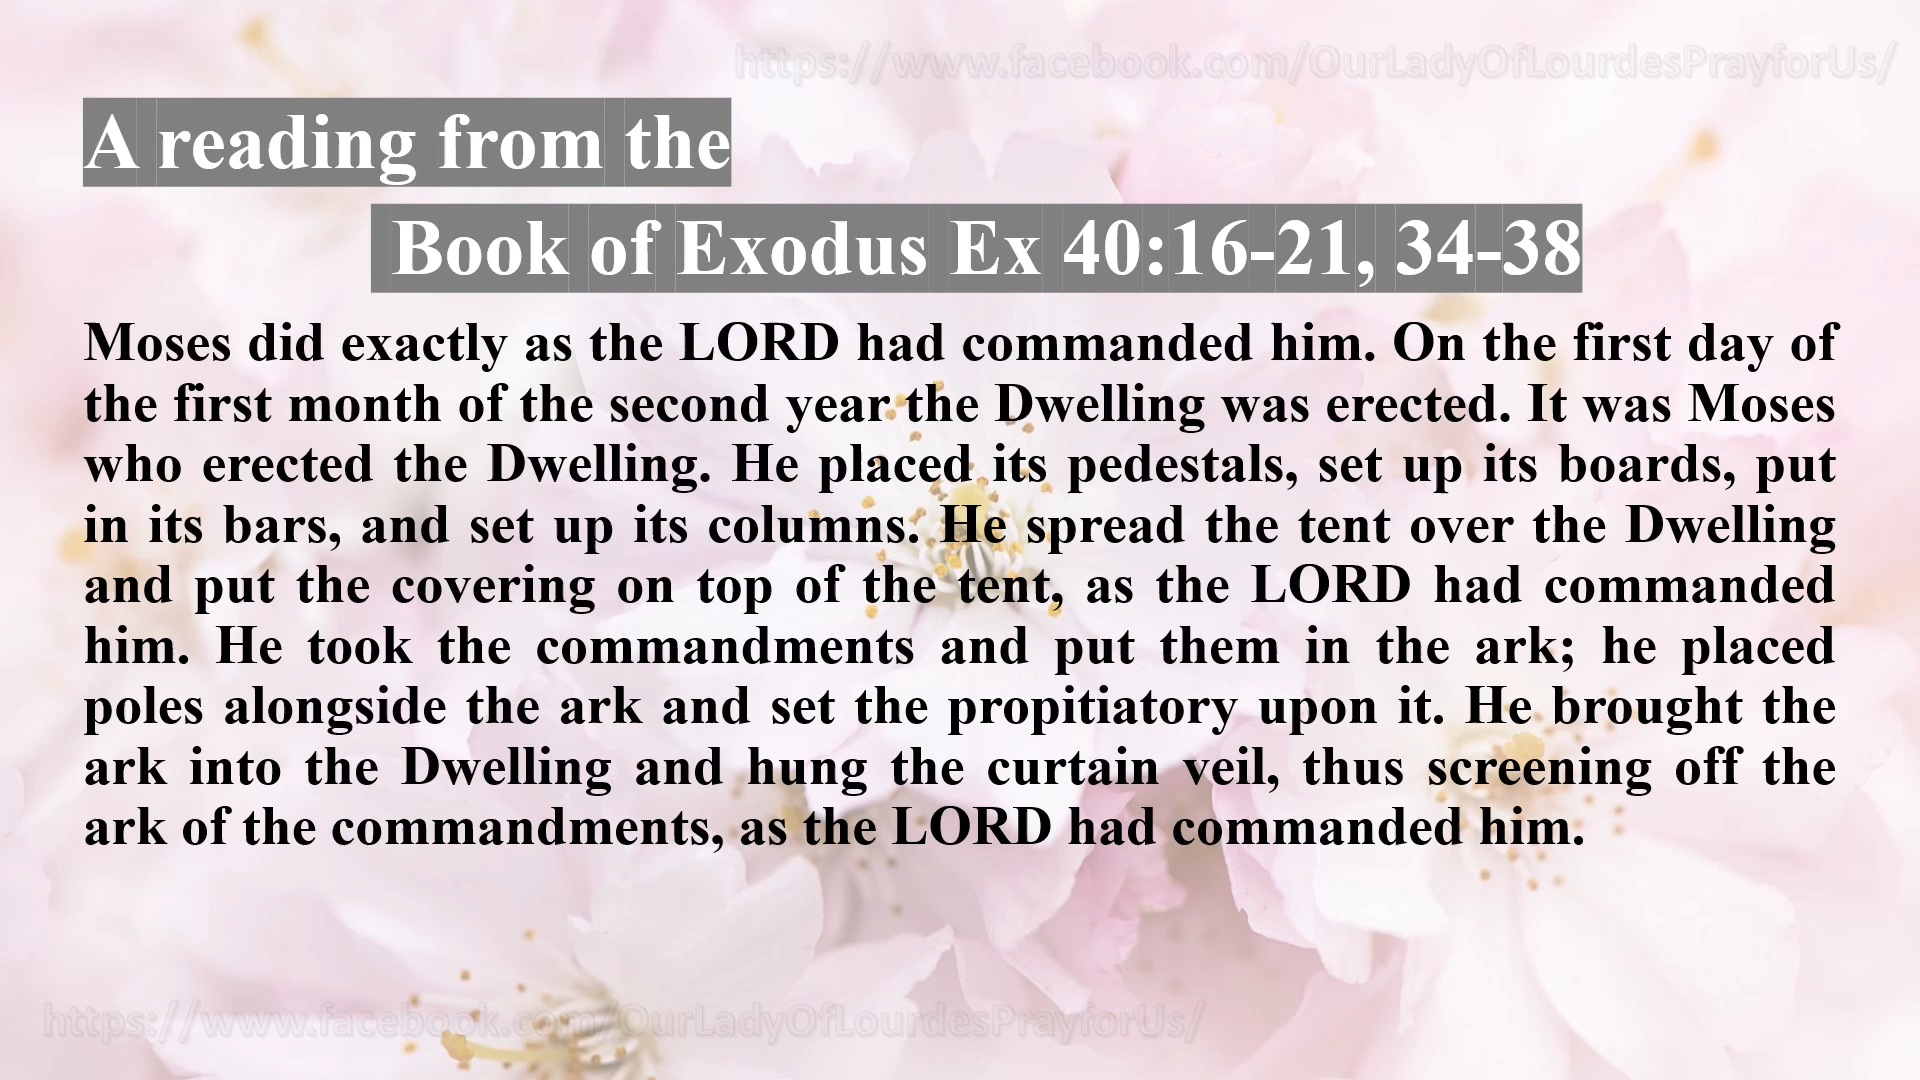 https://www.facebook.com/OurLadyOfLourdesPrayforUs/
A reading from the
Book of Exodus Ex 40:16-21, 34-38
Moses did exactly as the LORD had commanded him. On the first day of
the first month of the second year the Dwelling was erected. It was Moses
who erected the Dwelling. He placed its pedestals, set up its boards, put
in its bars, and set up its columns. He spread the tent over the Dwelling
and put the covering on top of the tent, as the LORD had commanded
him. He took the commandments and put them in the ark; he placed
poles alongside the ark and set the propitiatory upon it. He brought the
ark into the Dwelling and hung the curtain veil, thus screening off the
ark of the commandments, as the LORD had commanded him.
https://www.facebook.com/OurLadyOfLourdesPrayforUs/